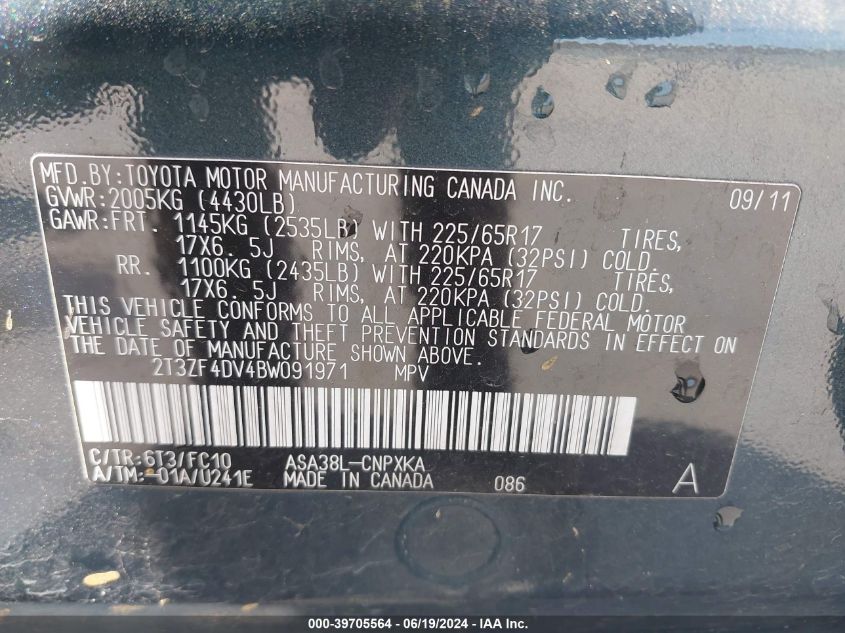 MFD. BY: TOYOTA MOTOR MANUFACTURING CANADA INC. 09/11
GVWR: 2005KG (4430LB)
GAWR: FRT. 1145KG (2535LB) WITH 225/65R17 TIRES,
17X6. 5J RIMS, AT 220KPA (32PSI) COLD.
RR. 1100KG (2435LB) WITH 225/65R17 TIRES,
17X6. 5J RIMS, AT 220KPA (32PSI) COLD.
THIS VEHICLE CONFORMS TO ALL APPLICABLE FEDERAL MOTOR
VEHICLE SAFETY AND THEFT PREVENTION STANDARDS IN EFFECT ON
THE DATE OF MANUFACTURE SHOWN ABOVE.
2T3ZF4DV4BW091971 MPV
C/TR: 6T3/FC10 ASA38L-CNPXKA
A/TM: -01A/U241E MADE IN CANADA 086 A
000-39705564 - 06/19/2024 - IAA Inc.